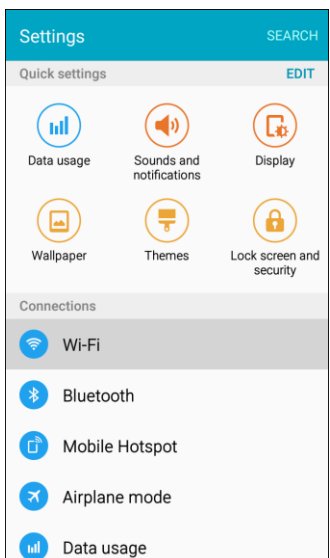 Settings SEARCH
Quick settings EDIT
Data usage
Sounds and
notifications
Display
Wallpaper
Themes
Lock screen and
security
Connections
Wi-Fi
Bluetooth
Mobile Hotspot
Airplane mode
Data usage